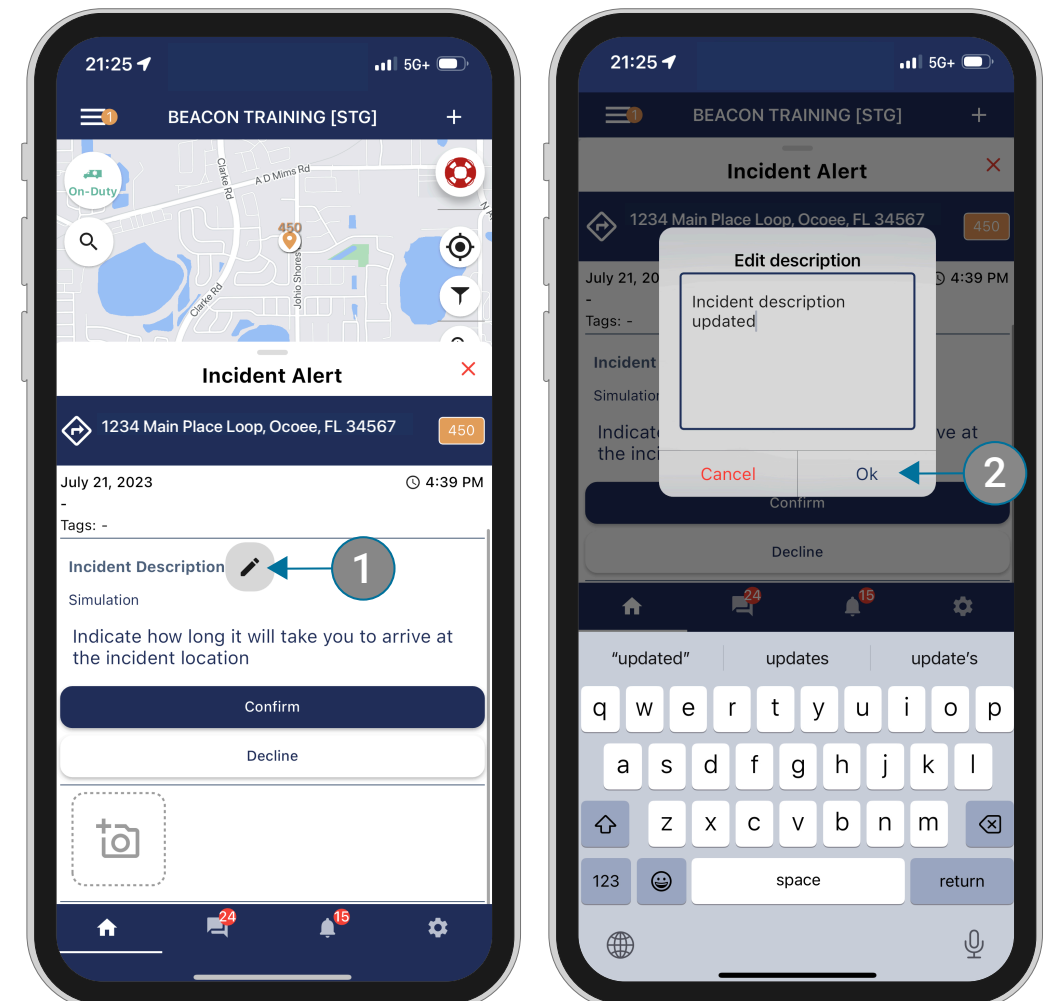 21:25
5G+
1
BEACON TRAINING [STG]
+
On-Duty
Clarke Rd
A D Mims Rd
450
Johio Shores
Clarke Rd
Incident Alert
1234 Main Place Loop, Ocoee, FL 34567
450
July 21, 2023
4:39 PM
-
Tags: -
Incident Description
1
Simulation
Indicate how long it will take you to arrive at
the incident location
Confirm
Decline
24
15
21:25
5G+
1
BEACON TRAINING [STG]
+
Incident Alert
1234 Main Place Loop, Ocoee, FL 34567
450
July 21, 20
4:39 PM
-
Tags: -
Edit description
Incident description
updated
Incident
Simulation
Indicate
ve at
the inci
Cancel
Ok
2
Confirm
Decline
24
15
“updated”
updates
update's
q w e r t y u i o p
a s d f g h j k l
z x c v b n m
123
space
return